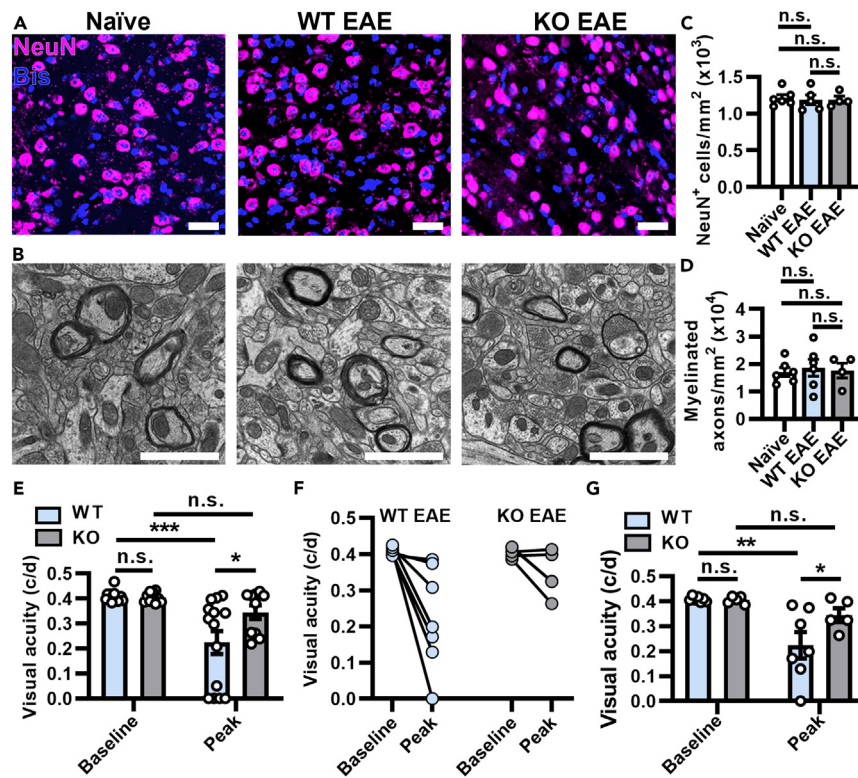 A Naïve WT EAE KO EAE
NeuN
Bis
B
C
n.s.
n.s.
n.s.
NeuN⁺ cells/mm² (x10³)
1.5
1.0
0.5
0.0
Naïve
WT EAE
KO EAE
D
n.s.
n.s.
n.s.
Myelinated
axons/mm² (x10⁴)
4
3
2
1
0
Naïve
WT EAE
KO EAE
E
WT
KO
n.s.
***
n.s.
*
Visual acuity (c/d)
0.5
0.4
0.3
0.2
0.1
0.0
Baseline
Peak
F
WT EAE KO EAE
Visual acuity (c/d)
0.5
0.4
0.3
0.2
0.1
0.0
Baseline
Peak
Baseline
Peak
G
WT
KO
n.s.
**
n.s.
*
Visual acuity (c/d)
0.5
0.4
0.3
0.2
0.1
0.0
Baseline
Peak